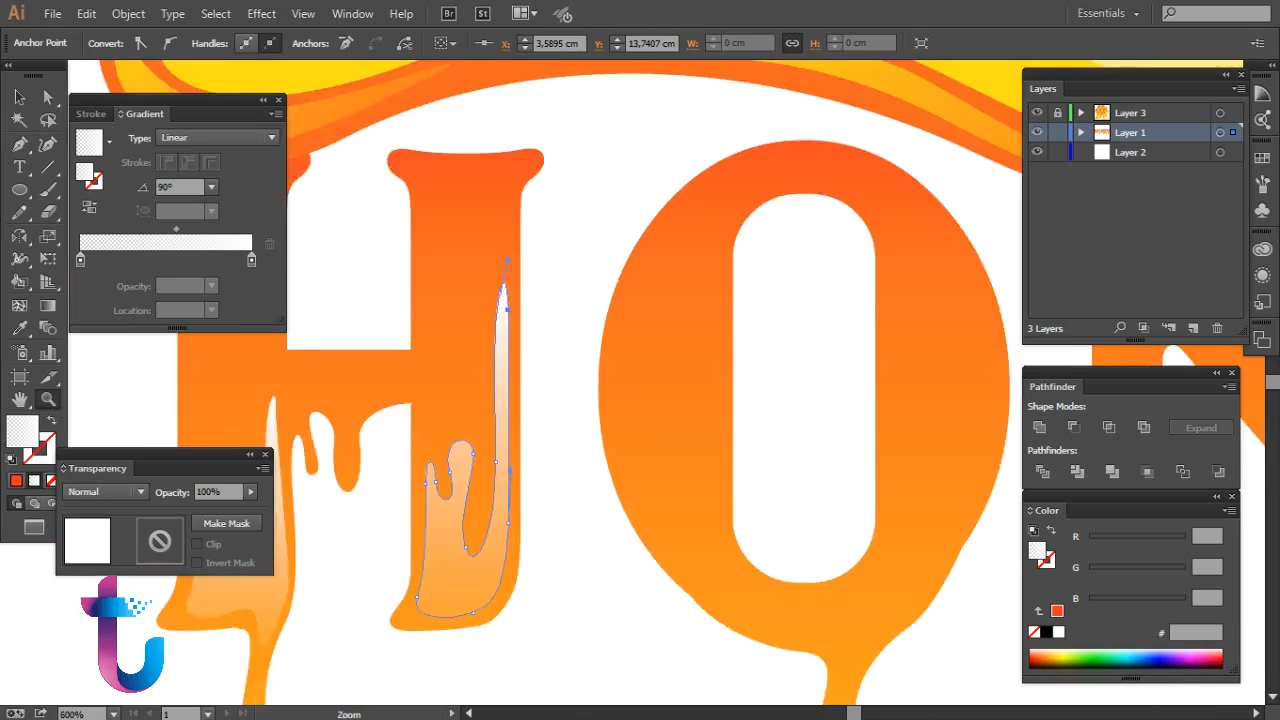 Ai File Edit Object Type Select Effect View Window Help Br St Essentials
Anchor Point Convert: Handles: Anchors: X: 3,5895 cm Y: 13,7407 cm W: 0 cm H: 0 cm
Stroke Gradient
Type: Linear
Stroke:
90°
Opacity:
Location:
Layers
Layer 3
Layer 1
Layer 2
3 Layers
HO
Pathfinder
Shape Modes:
Expand
Pathfinders:
Transparency
Normal Opacity: 100%
Make Mask
Clip
Invert Mask
Color
R
G
B
#
t
600% 1 Zoom